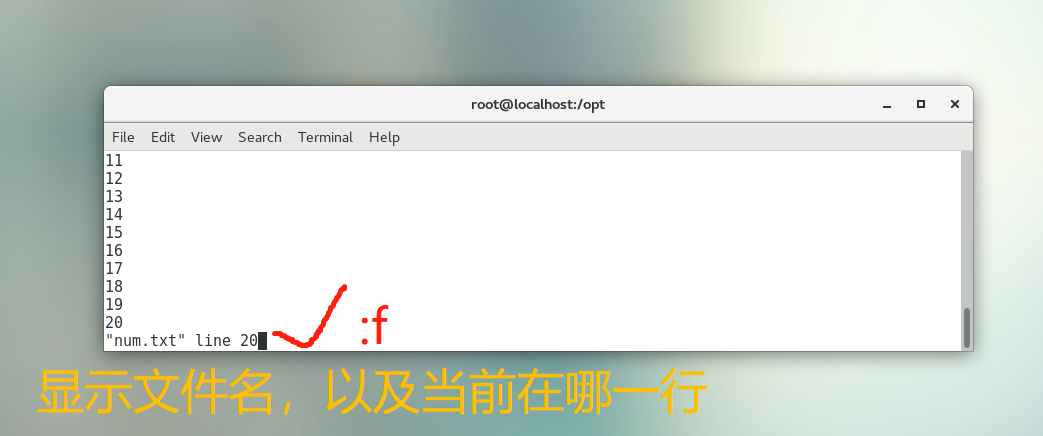 root@localhost:/opt
File Edit View Search Terminal Help
11
12
13
14
15
16
17
18
19
20
"num.txt" line 20
:f
显示文件名，以及当前在哪一行